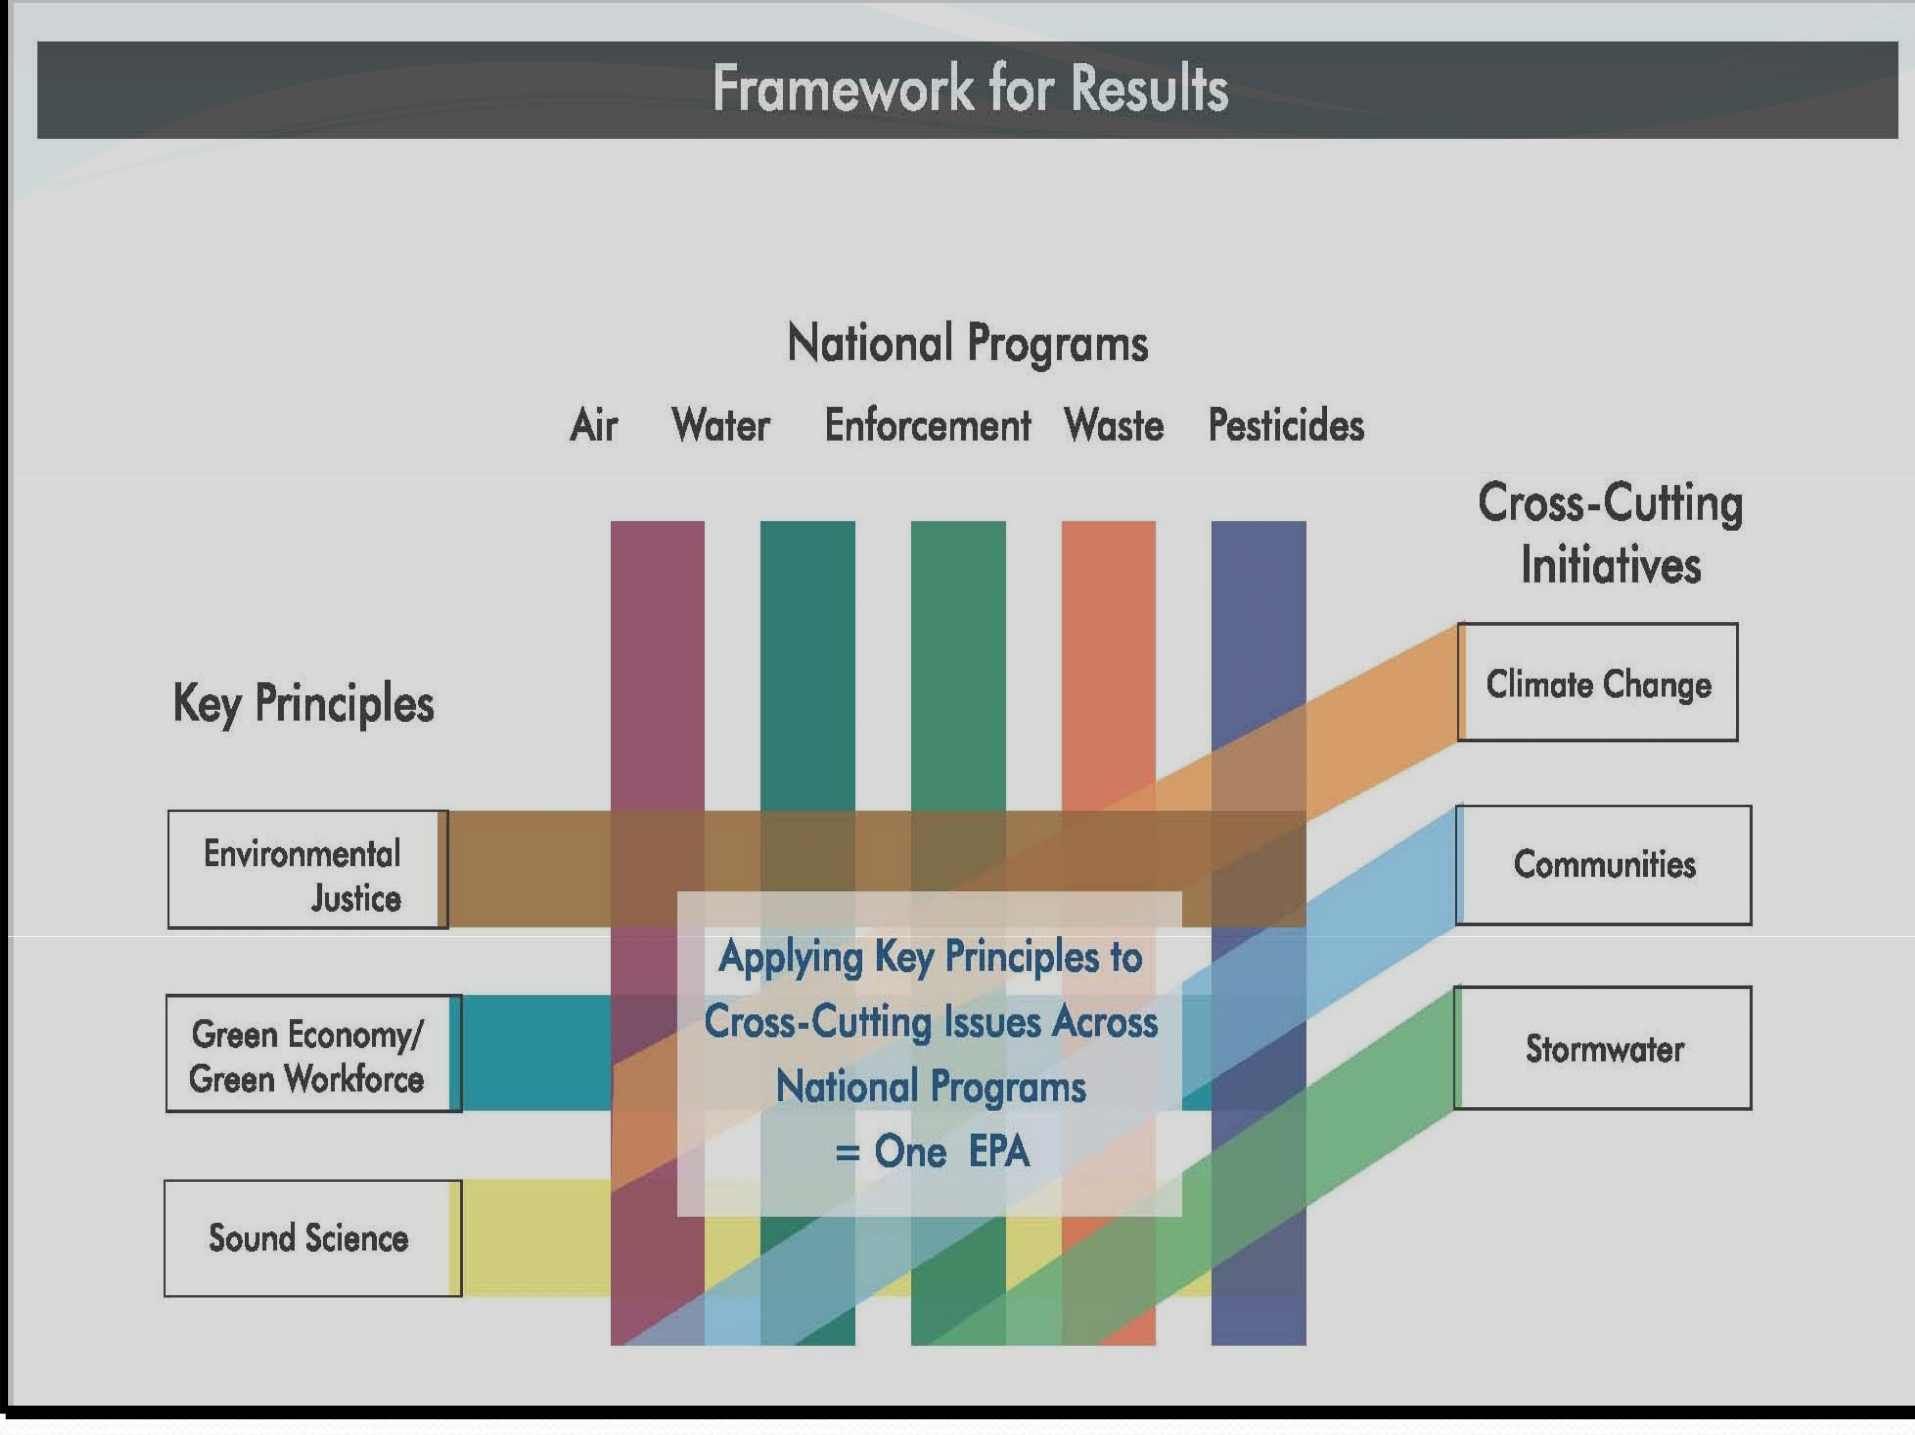 Framework for Results
National Programs
Air Water Enforcement Waste Pesticides
Cross-Cutting
Initiatives
Climate Change
Key Principles
Environmental
Justice
Communities
Applying Key Principles to
Cross-Cutting Issues Across
National Programs
= One EPA
Green Economy/
Green Workforce
Stormwater
Sound Science